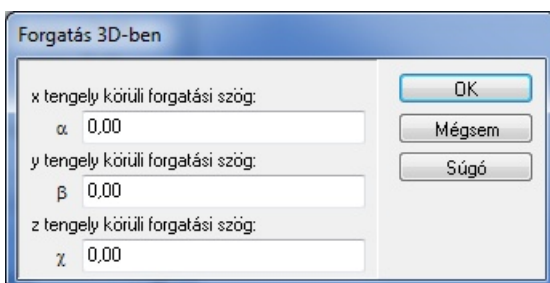 Forgatás 3D-ben
x tengely körüli forgatási szög:
α 0,00
y tengely körüli forgatási szög:
β 0,00
z tengely körüli forgatási szög:
χ 0,00
OK
Mégsem
Súgó